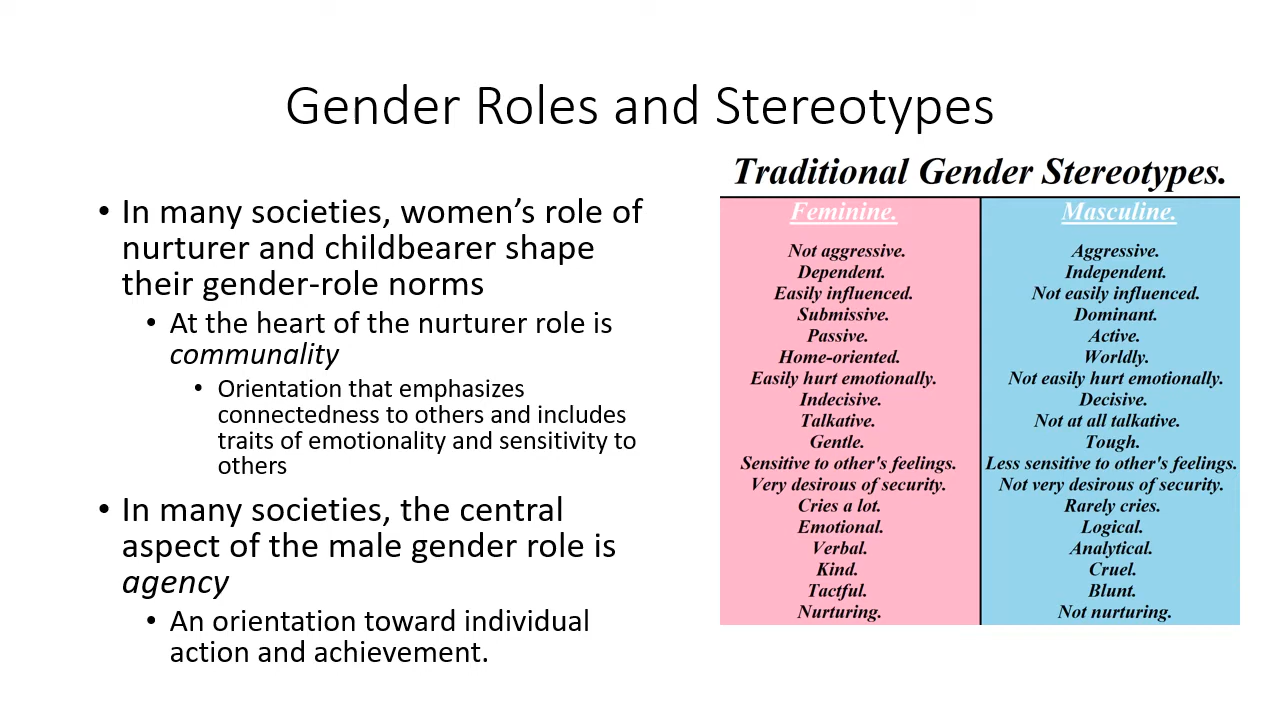 Gender Roles and Stereotypes
• In many societies, women’s role of
nurturer and childbearer shape
their gender-role norms
• At the heart of the nurturer role is
communality
• Orientation that emphasizes
connectedness to others and includes
traits of emotionality and sensitivity to
others
• In many societies, the central
aspect of the male gender role is
agency
• An orientation toward individual
action and achievement.
Traditional Gender Stereotypes.
Feminine.
Not aggressive.
Dependent.
Easily influenced.
Submissive.
Passive.
Home-oriented.
Easily hurt emotionally.
Indecisive.
Talkative.
Gentle.
Sensitive to other's feelings.
Very desirous of security.
Cries a lot.
Emotional.
Verbal.
Kind.
Tactful.
Nurturing.
Masculine.
Aggressive.
Independent.
Not easily influenced.
Dominant.
Active.
Worldly.
Not easily hurt emotionally.
Decisive.
Not at all talkative.
Tough.
Less sensitive to other's feelings.
Not very desirous of security.
Rarely cries.
Logical.
Analytical.
Cruel.
Blunt.
Not nurturing.